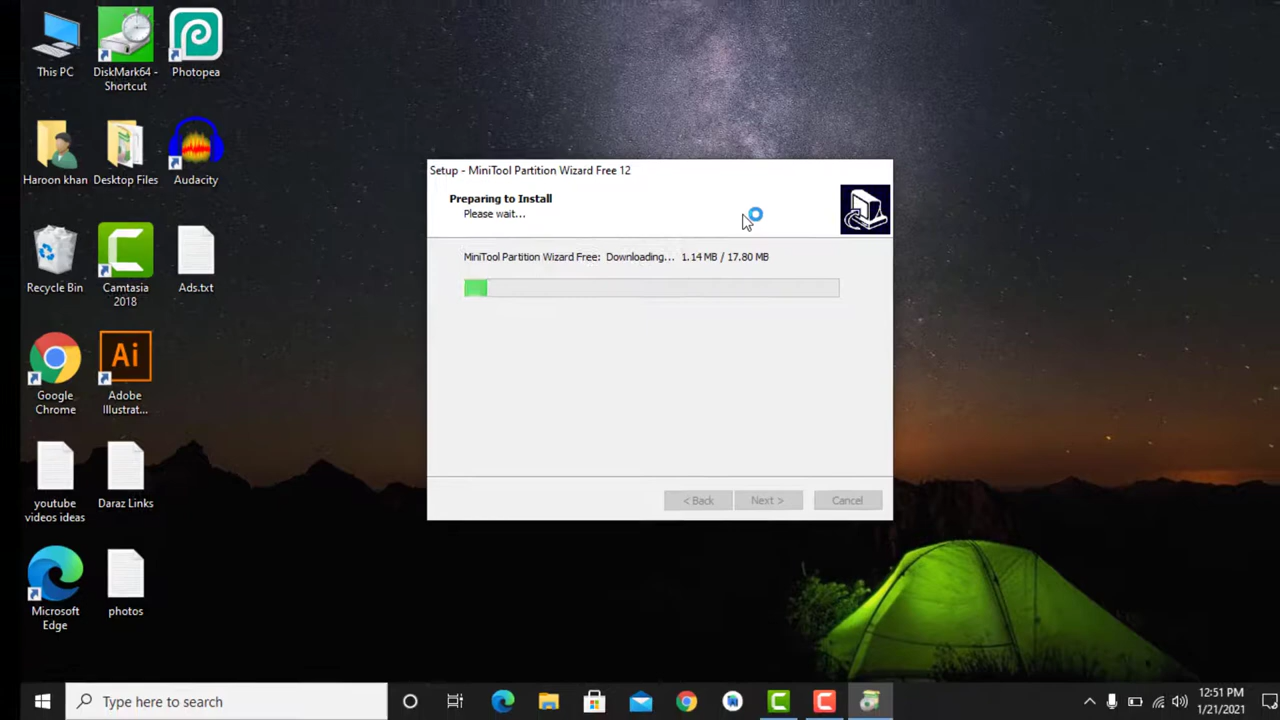 This PC
DiskMark64 -
Shortcut
Photopea
Haroon khan
Desktop Files
Audacity
Recycle Bin
Camtasia
2018
Ads.txt
Google
Chrome
Ai
Adobe
Illustrat...
youtube
videos ideas
Daraz Links
Microsoft
Edge
photos
Setup - MiniTool Partition Wizard Free 12
Preparing to Install
Please wait...
MiniTool Partition Wizard Free: Downloading... 1.14 MB / 17.80 MB
< Back
Next >
Cancel
Type here to search
12:51 PM
1/21/2021